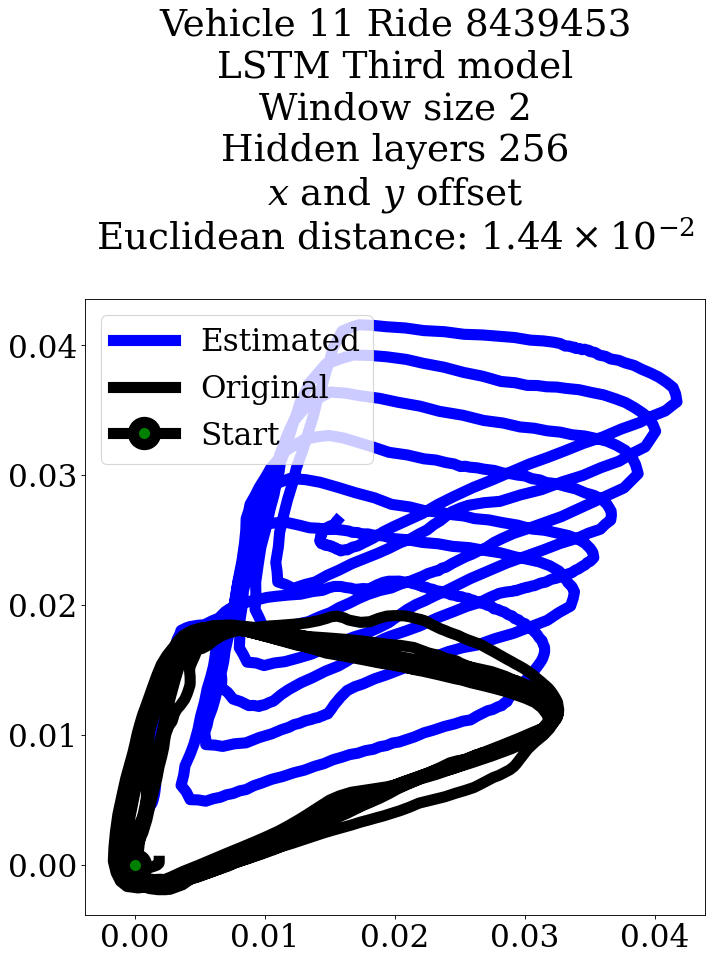 Vehicle 11 Ride 8439453
LSTM Third model
Window size 2
Hidden layers 256
x and y offset
Euclidean distance: 1.44 × 10⁻²
Estimated
Original
Start
0.04
0.03
0.02
0.01
0.00
0.00 0.01 0.02 0.03 0.04